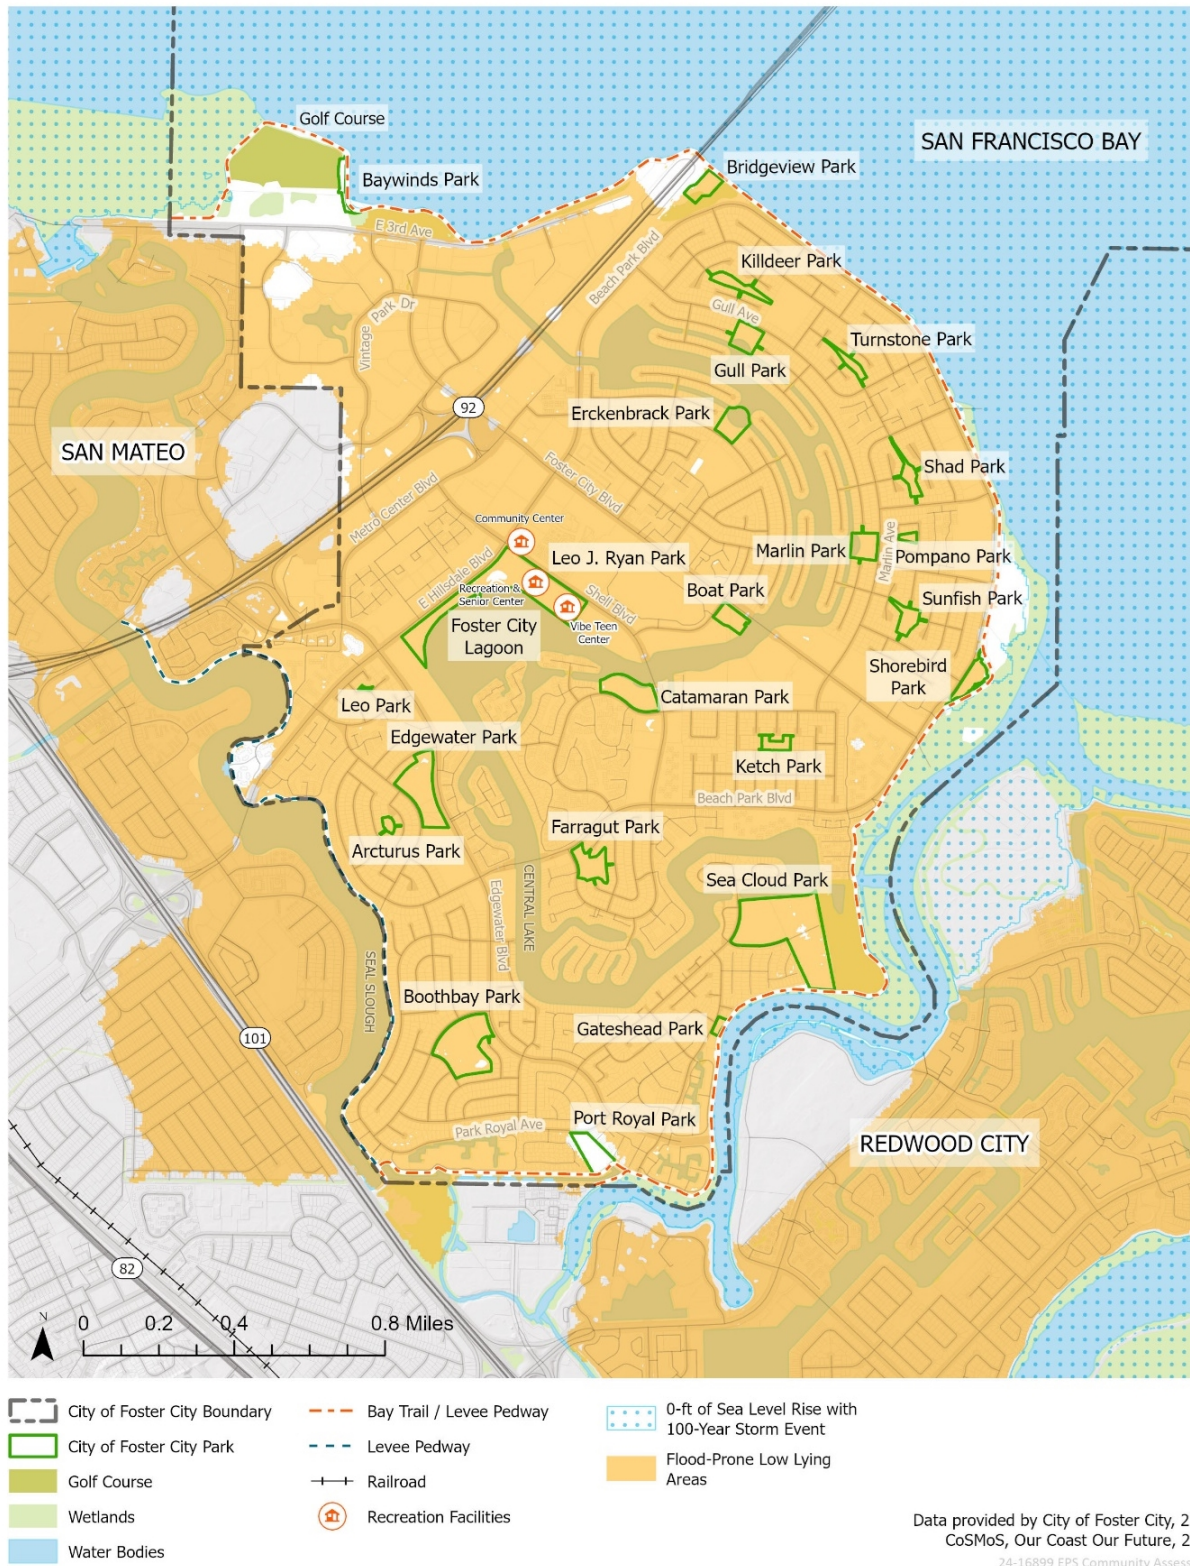 Golf Course
SAN FRANCISCO BAY
Bridgeview Park
Baywinds Park
E 3rd Ave
Beach Park Blvd
Killdeer Park
Vintage
Park Dr
Gull Ave
Turnstone Park
Gull Park
92
Erckenbrack Park
SAN MATEO
Shad Park
Foster City Blvd
Metro Center Blvd
Community Center
Marlin Park
Marlin Ave
Pompano Park
Leo J. Ryan Park
E Hillsdale Blvd
Recreation &
Senior Center
Shell Blvd
Boat Park
Sunfish Park
Foster City
Lagoon
Vibe Teen
Center
Shorebird
Park
Leo Park
Catamaran Park
Edgewater Park
Ketch Park
Beach Park Blvd
Farragut Park
Arcturus Park
Sea Cloud Park
CENTRAL LAKE
Edgewater Blvd
SEAL SLOUGH
Boothbay Park
Gateshead Park
101
Port Royal Park
Park Royal Ave
REDWOOD CITY
82
N
0 0.2 0.4 0.8 Miles
City of Foster City Boundary
City of Foster City Park
Golf Course
Wetlands
Water Bodies
Bay Trail / Levee Pedway
Levee Pedway
Railroad
Recreation Facilities
0-ft of Sea Level Rise with
100-Year Storm Event
Flood-Prone Low Lying
Areas
Data provided by City of Foster City, 2
CoSMoS, Our Coast Our Future, 2
24-16899 EPS Community Asses